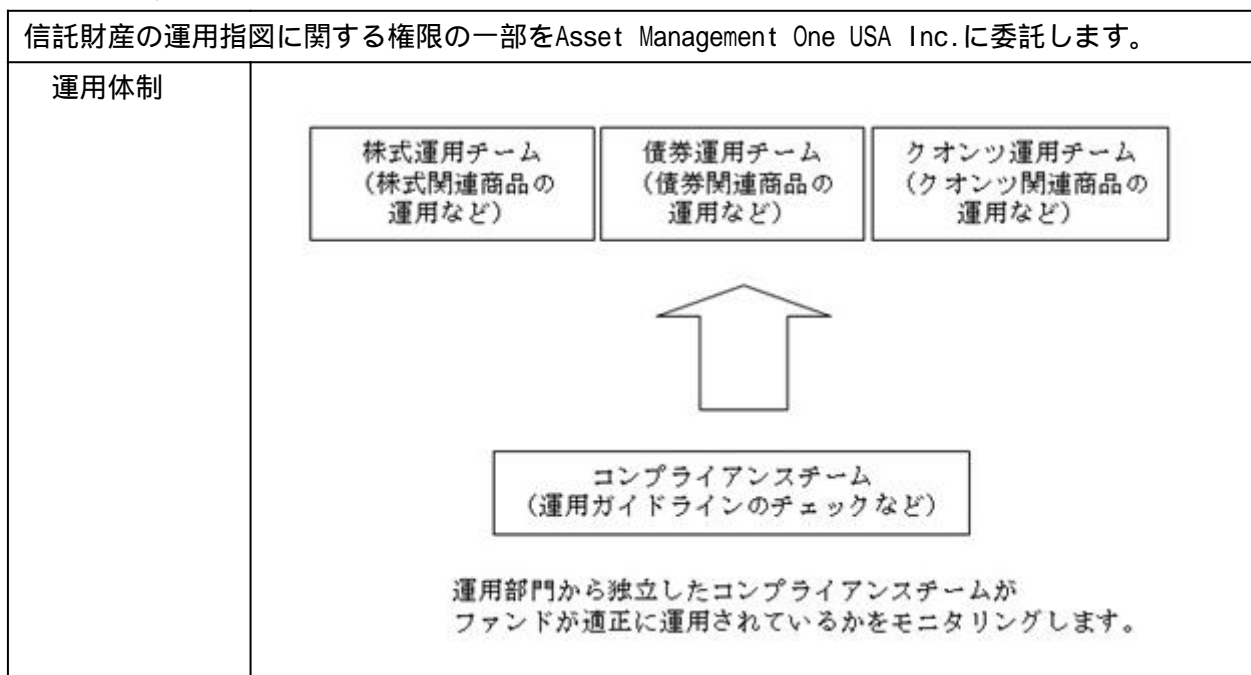 信託財産の運用指図に関する権限の一部をAsset Management One USA Inc.に委託します。
運用体制
株式運用チーム
（株式関連商品の
運用など）
債券運用チーム
（債券関連商品の
運用など）
クオンツ運用チーム
（クオンツ関連商品の
運用など）
コンプライアンスチーム
（運用ガイドラインのチェックなど）
運用部門から独立したコンプライアンスチームが
ファンドが適正に運用されているかをモニタリングします。